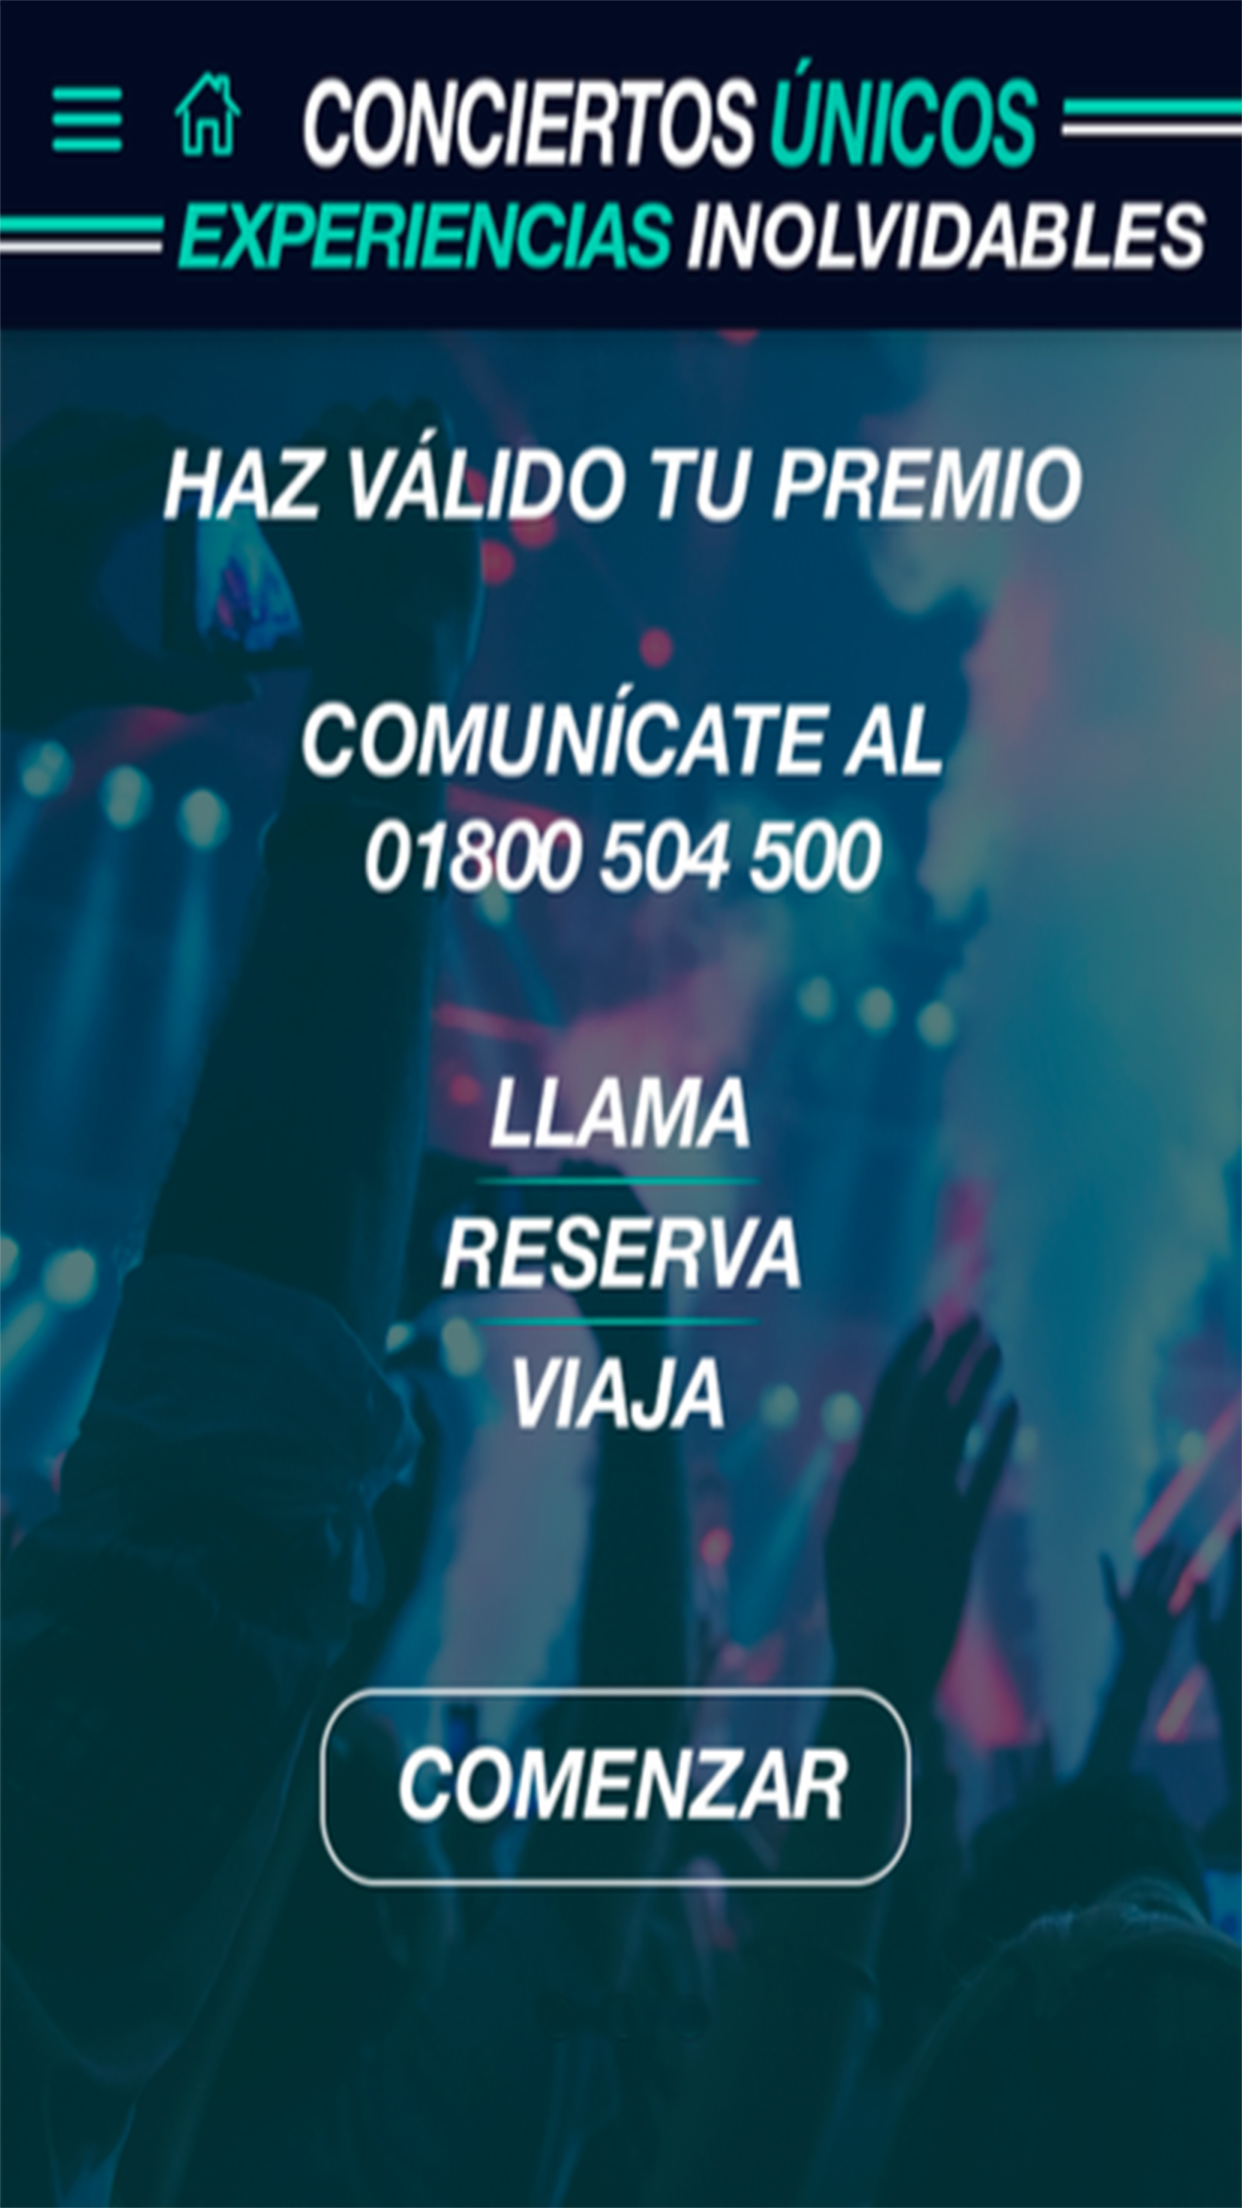 CONCIERTOS ÚNICOS
EXPERIENCIAS INOLVIDABLES
HAZ VÁLIDO TU PREMIO
COMUNÍCATE AL
01800 504 500
LLAMA
RESERVA
VIAJA
COMENZAR